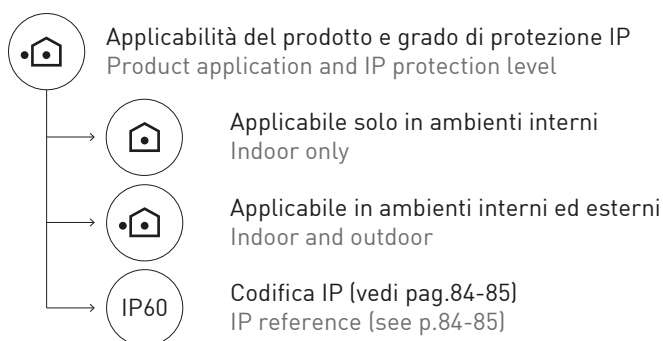 Applicabilità del prodotto e grado di protezione IP
Product application and IP protection level
Applicabile solo in ambienti interni
Indoor only
Applicabile in ambienti interni ed esterni
Indoor and outdoor
IP60
Codifica IP (vedi pag.84-85)
IP reference (see p.84-85)